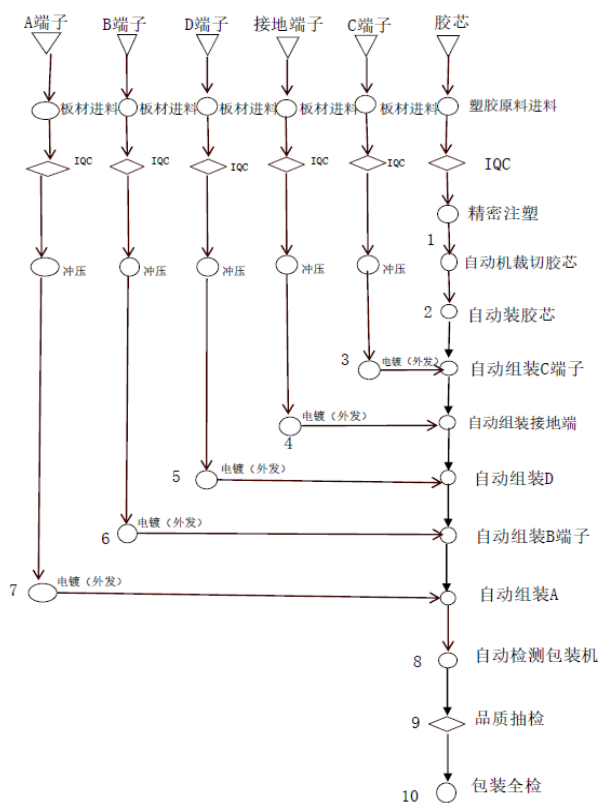 A端子 B端子 D端子 接地端子 C端子 胶芯
板材进料 板材进料 板材进料 板材进料 板材进料 塑胶原料进料
IQC IQC IQC IQC IQC IQC
精密注塑
1
冲压 冲压 冲压 冲压 冲压 自动机裁切胶芯
2 自动装胶芯
3 电镀（外发） 自动组装C端子
4 电镀（外发） 自动组装接地端
5 电镀（外发） 自动组装D
6 电镀（外发） 自动组装B端子
7 电镀（外发） 自动组装A
8 自动检测包装机
9 品质抽检
10 包装全检